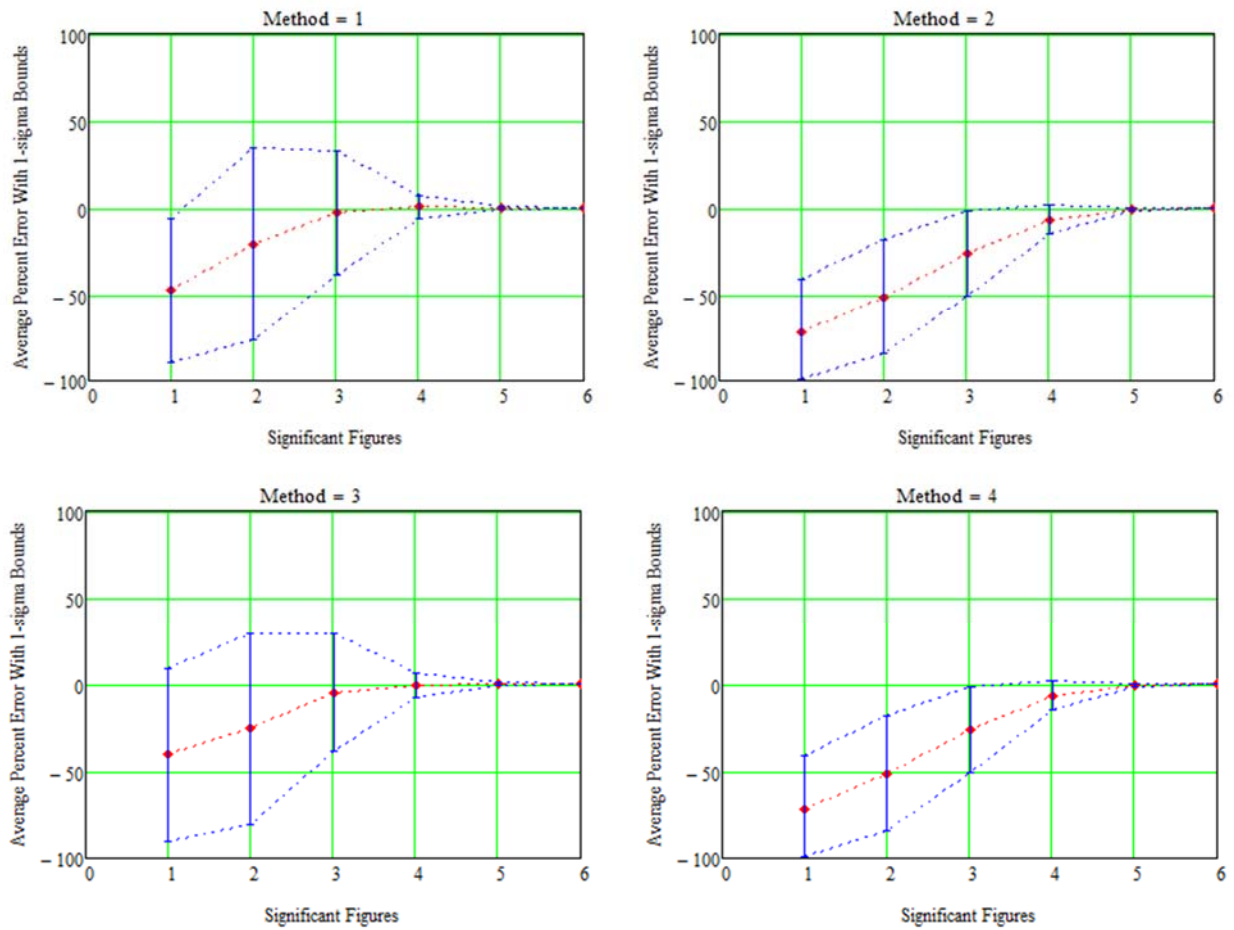 Method = 1
Average Percent Error With 1-sigma Bounds
100
50
0
− 50
− 100
0 1 2 3 4 5 6
Significant Figures
Method = 2
Average Percent Error With 1-sigma Bounds
100
50
0
− 50
− 100
0 1 2 3 4 5 6
Significant Figures
Method = 3
Average Percent Error With 1-sigma Bounds
100
50
0
− 50
− 100
0 1 2 3 4 5 6
Significant Figures
Method = 4
Average Percent Error With 1-sigma Bounds
100
50
0
− 50
− 100
0 1 2 3 4 5 6
Significant Figures